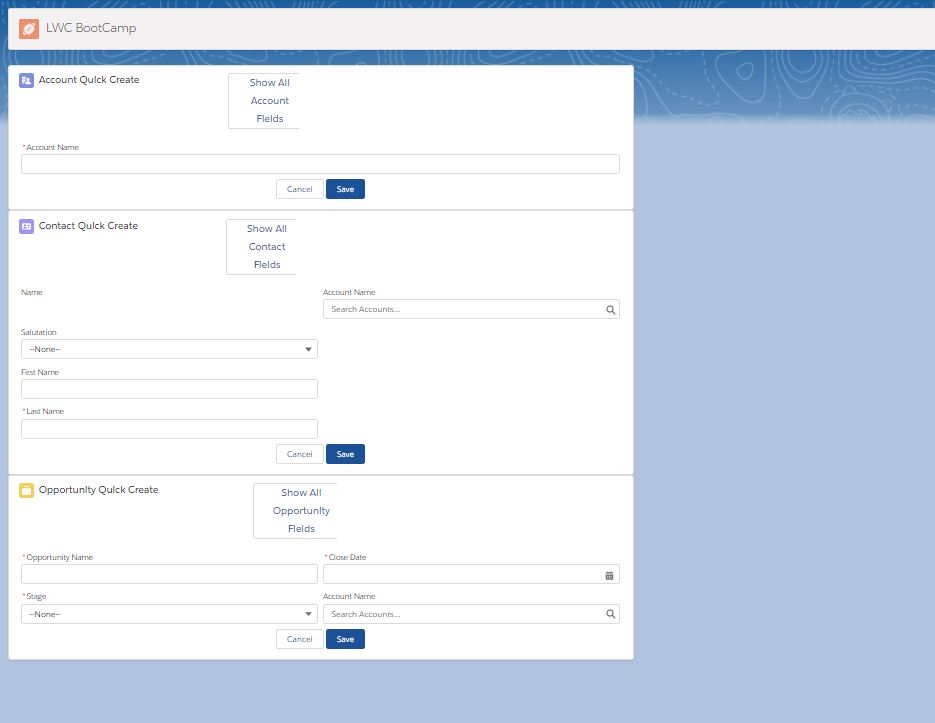 LWC BootCamp
Account Quick Create
Show All
Account
Fields
*Account Name
Cancel Save
Contact Quick Create
Show All
Contact
Fields
Name Account Name
Search Accounts...
Salutation
--None--
First Name
*Last Name
Cancel Save
Opportunity Quick Create
Show All
Opportunity
Fields
*Opportunity Name *Close Date
*Stage Account Name
--None-- Search Accounts...
Cancel Save